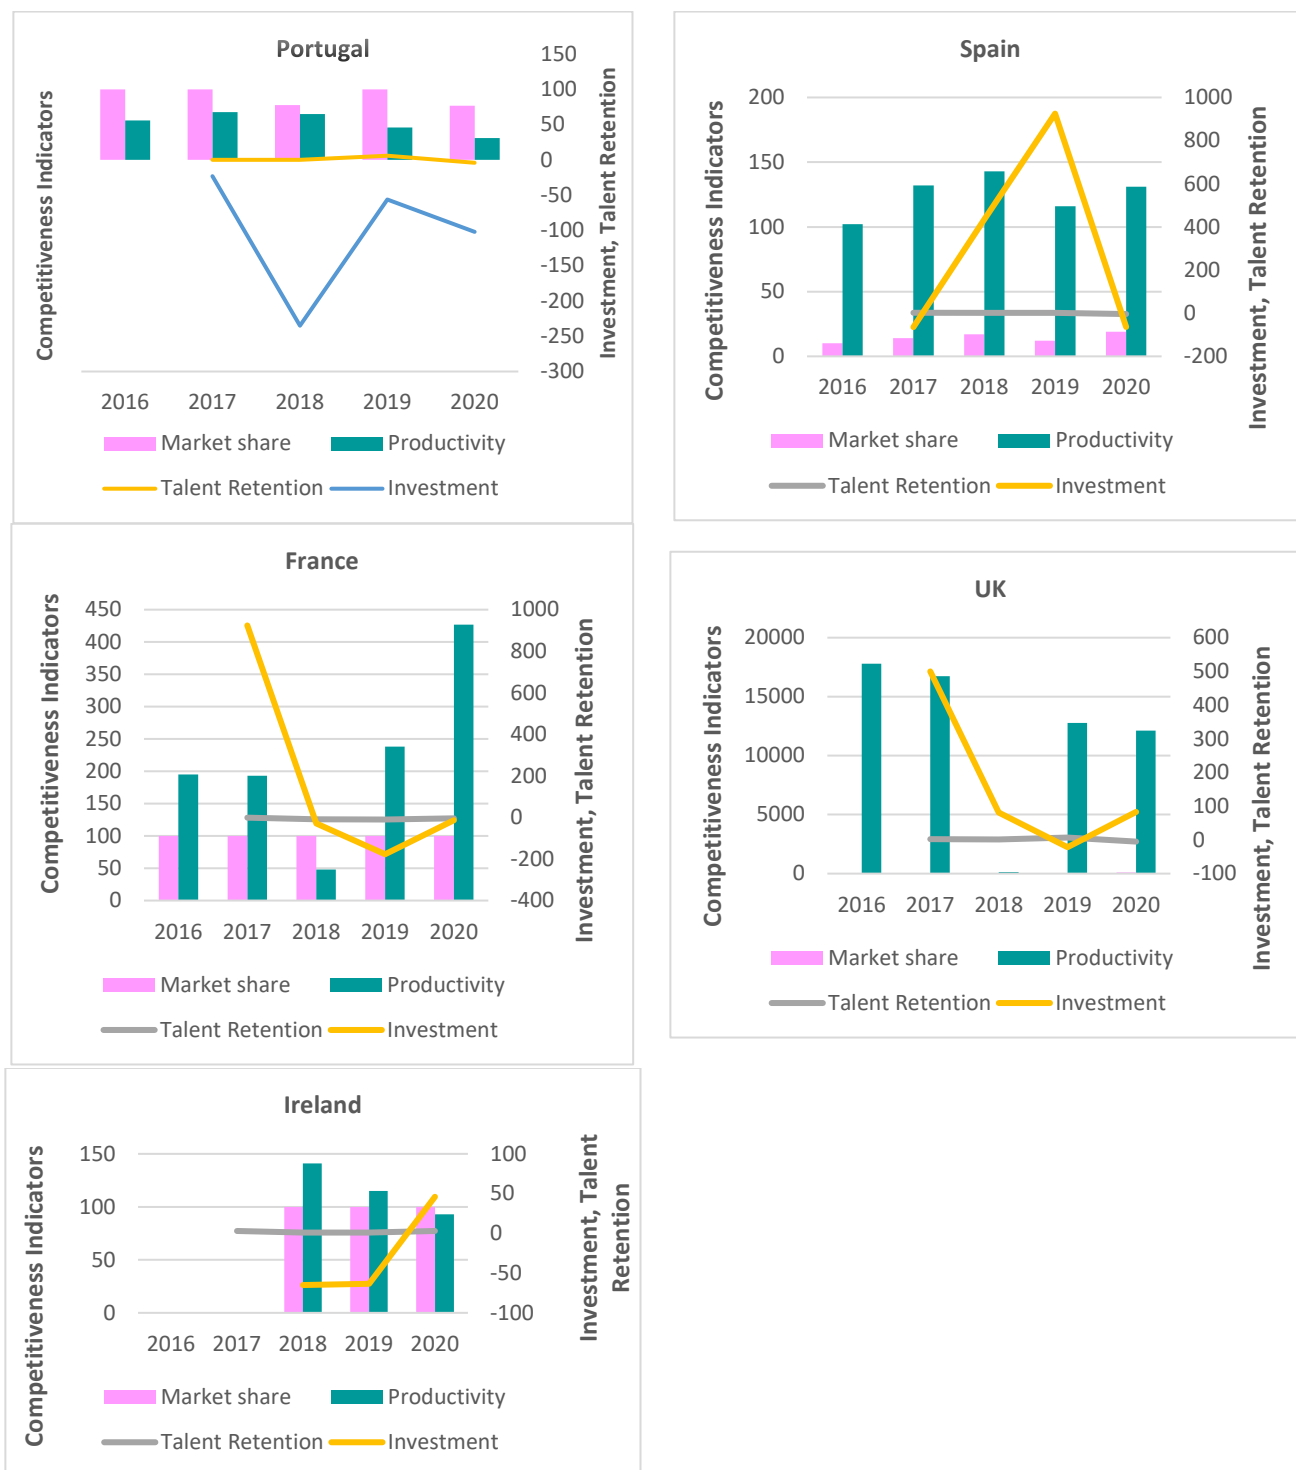 Portugal
Competitiveness Indicators
150
100
50
0
-50
-100
-150
-200
-250
-300
Investment, Talent Retention
2016 2017 2018 2019 2020
Market share Productivity
Talent Retention Investment
Spain
Competitiveness Indicators
200
150
100
50
0
1000
800
600
400
200
0
-200
Investment, Talent Retention
2016 2017 2018 2019 2020
Market share Productivity
Talent Retention Investment
France
Competitiveness Indicators
450
400
350
300
250
200
150
100
50
0
1000
800
600
400
200
0
-200
-400
Investment, Talent Retention
2016 2017 2018 2019 2020
Market share Productivity
Talent Retention Investment
UK
Competitiveness Indicators
20000
15000
10000
5000
0
600
500
400
300
200
100
0
-100
Investment, Talent Retention
2016 2017 2018 2019 2020
Market share Productivity
Talent Retention Investment
Ireland
Competitiveness Indicators
150
100
50
0
100
50
0
-50
-100
Investment, Talent
Retention
2016 2017 2018 2019 2020
Market share Productivity
Talent Retention Investment